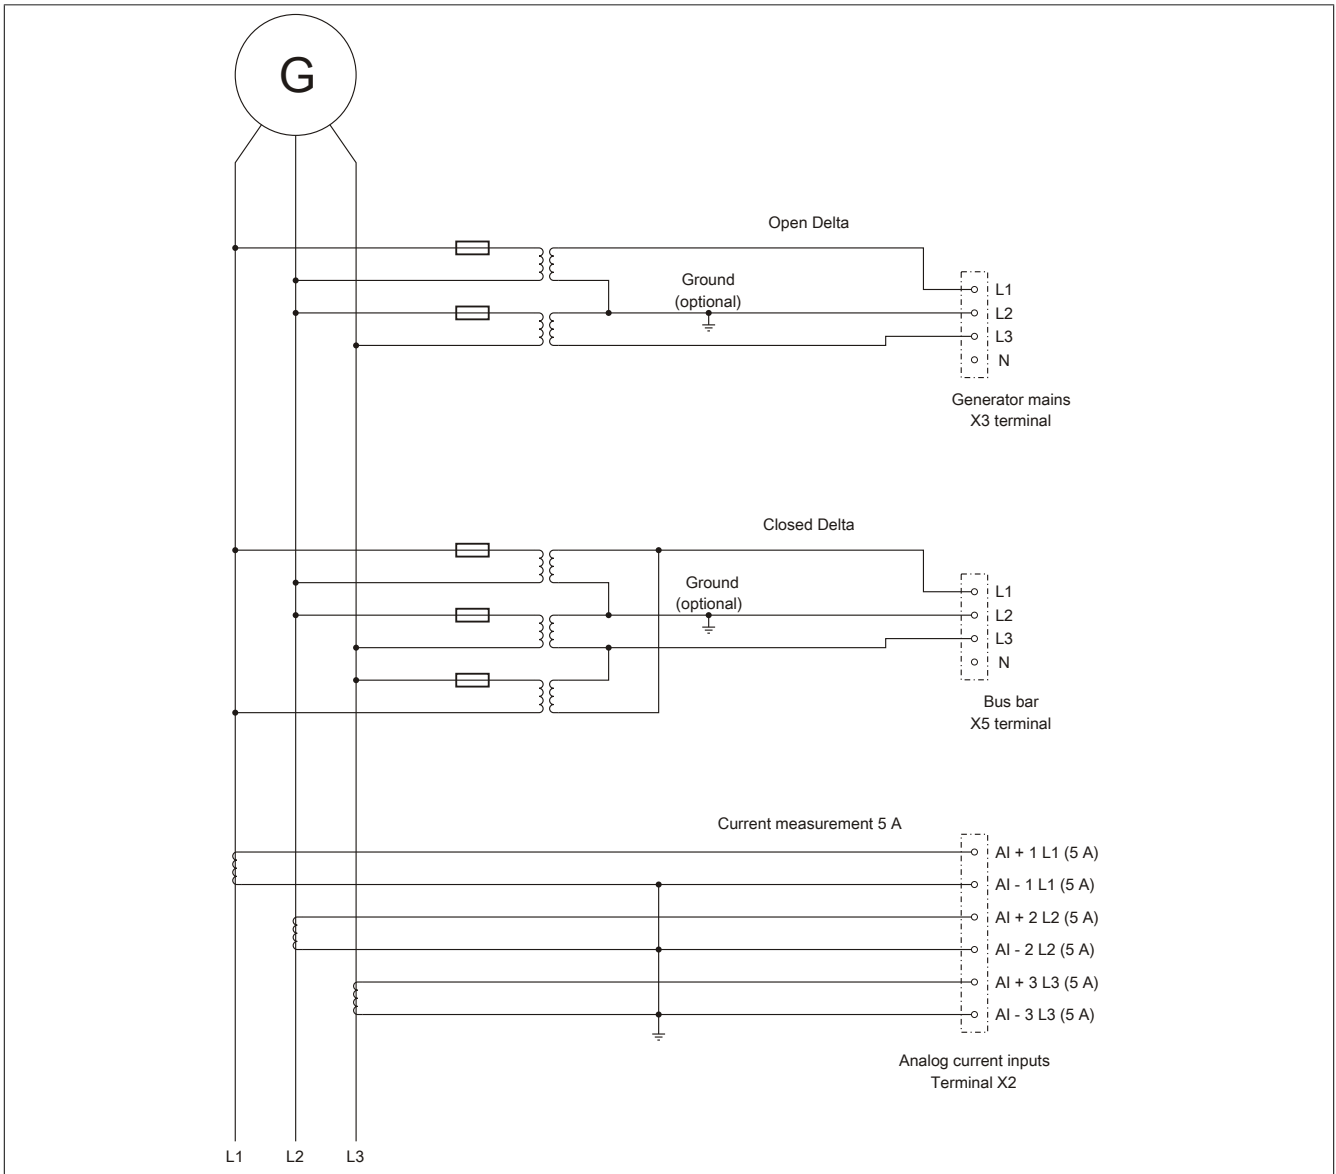 G
Open Delta
Ground
(optional)
L1
L2
L3
N
Generator mains
X3 terminal
Closed Delta
Ground
(optional)
L1
L2
L3
N
Bus bar
X5 terminal
Current measurement 5 A
AI + 1 L1 (5 A)
AI - 1 L1 (5 A)
AI + 2 L2 (5 A)
AI - 2 L2 (5 A)
AI + 3 L3 (5 A)
AI - 3 L3 (5 A)
Analog current inputs
Terminal X2
L1 L2 L3